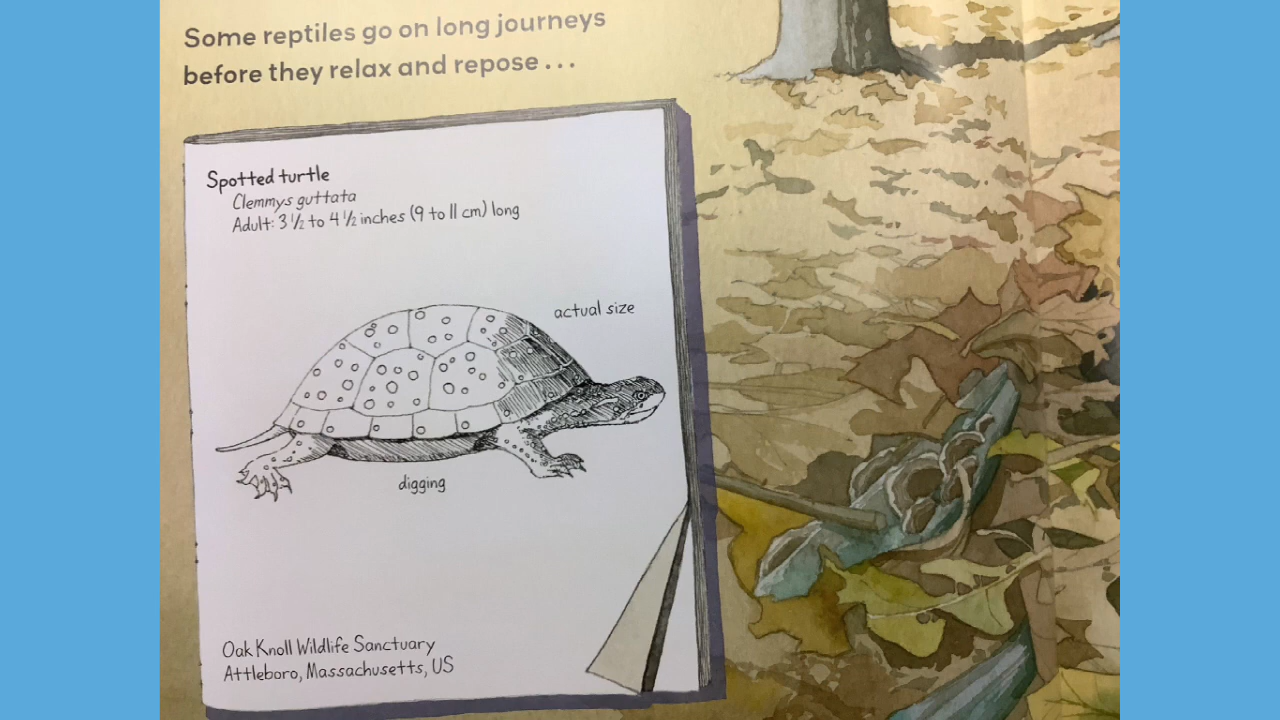 Some reptiles go on long journeys
before they relax and repose . . .
Spotted turtle
Clemmys guttata
Adult: 3 1/2 to 4 1/2 inches (9 to 11 cm) long
actual size
digging
Oak Knoll Wildlife Sanctuary
Attleboro, Massachusetts, US